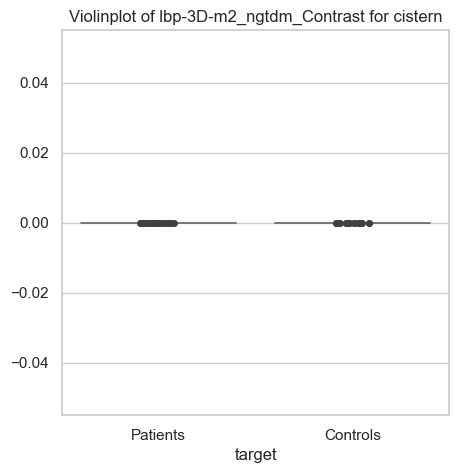 Violinplot of lbp-3D-m2_ngtdm_Contrast for cistern
0.04
0.02
0.00
−0.02
−0.04
Patients
Controls
target